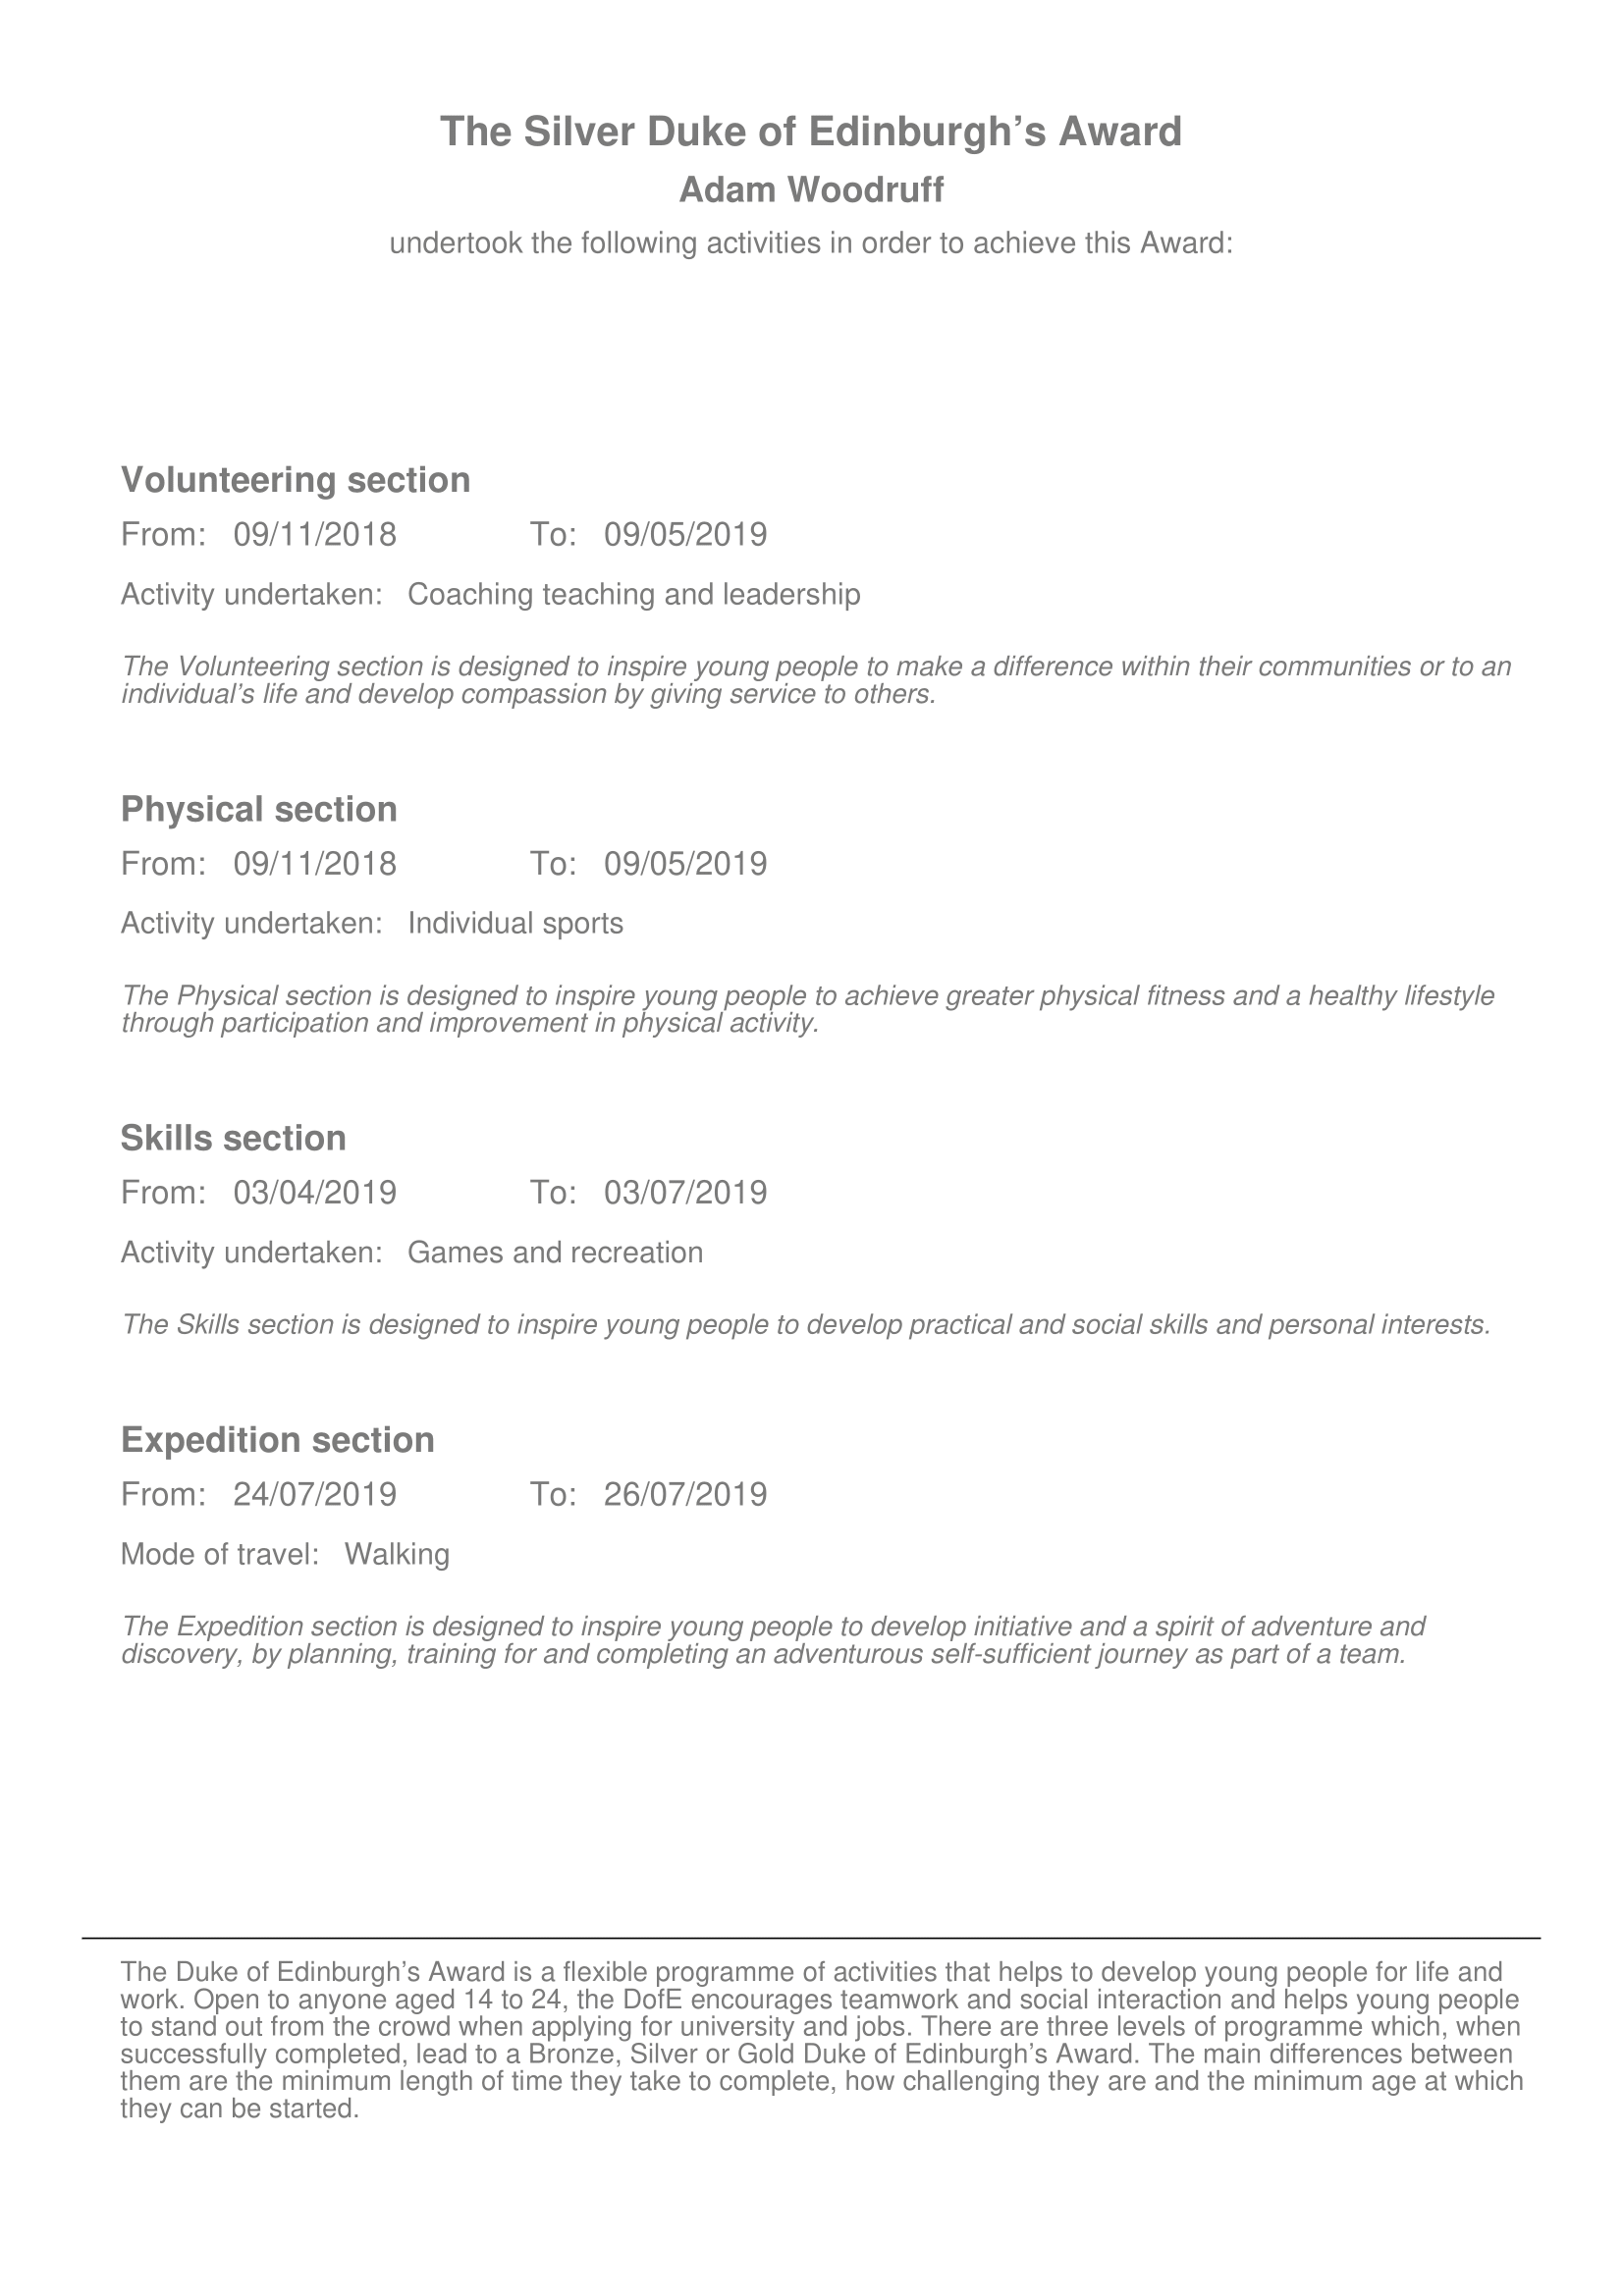 The Silver Duke of Edinburgh's Award
Adam Woodruff
undertook the following activities in order to achieve this Award:
Volunteering section
From: 09/11/2018 To: 09/05/2019
Activity undertaken: Coaching teaching and leadership
The Volunteering section is designed to inspire young people to make a difference within their communities or to an
individual's life and develop compassion by giving service to others.
Physical section
From: 09/11/2018 To: 09/05/2019
Activity undertaken: Individual sports
The Physical section is designed to inspire young people to achieve greater physical fitness and a healthy lifestyle
through participation and improvement in physical activity.
Skills section
From: 03/04/2019 To: 03/07/2019
Activity undertaken: Games and recreation
The Skills section is designed to inspire young people to develop practical and social skills and personal interests.
Expedition section
From: 24/07/2019 To: 26/07/2019
Mode of travel: Walking
The Expedition section is designed to inspire young people to develop initiative and a spirit of adventure and
discovery, by planning, training for and completing an adventurous self-sufficient journey as part of a team.
The Duke of Edinburgh's Award is a flexible programme of activities that helps to develop young people for life and
work. Open to anyone aged 14 to 24, the DofE encourages teamwork and social interaction and helps young people
to stand out from the crowd when applying for university and jobs. There are three levels of programme which, when
successfully completed, lead to a Bronze, Silver or Gold Duke of Edinburgh's Award. The main differences between
them are the minimum length of time they take to complete, how challenging they are and the minimum age at which
they can be started.